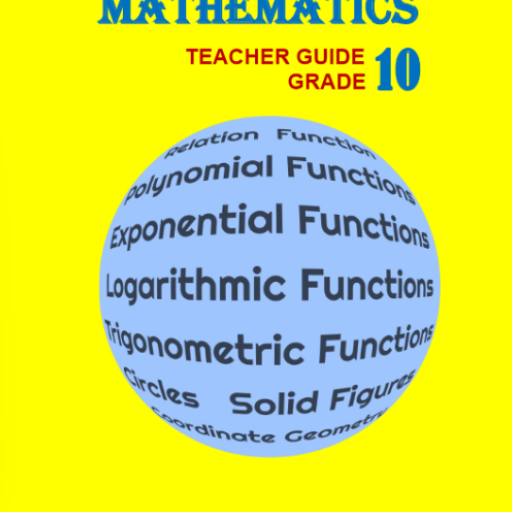 MATHEMATICS
TEACHER GUIDE
GRADE 10
Relation Function
Polynomial Functions
Exponential Functions
Logarithmic Functions
Trigonometric Functions
Circles Solid Figures
Coordinate Geometry